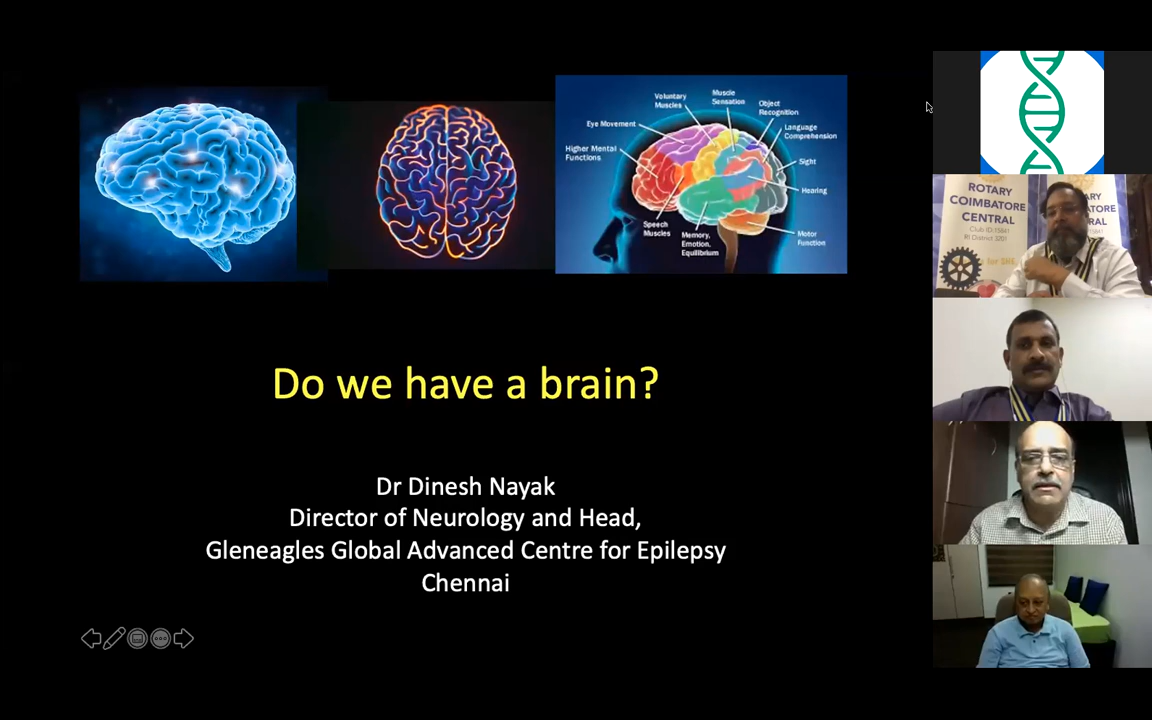 Voluntary
Muscles
Muscle
Sensation
Object
Recognition
Eye Movement
Language
Comprehension
Higher Mental
Functions
Sight
Hearing
Speech
Muscles
Memory,
Emotion,
Equilibrium
Motor
Function
Do we have a brain?
Dr Dinesh Nayak
Director of Neurology and Head,
Gleneagles Global Advanced Centre for Epilepsy
Chennai
ROTARY
COIMBATORE
CENTRAL
Club ID:15841
RI District 3201
for SHE